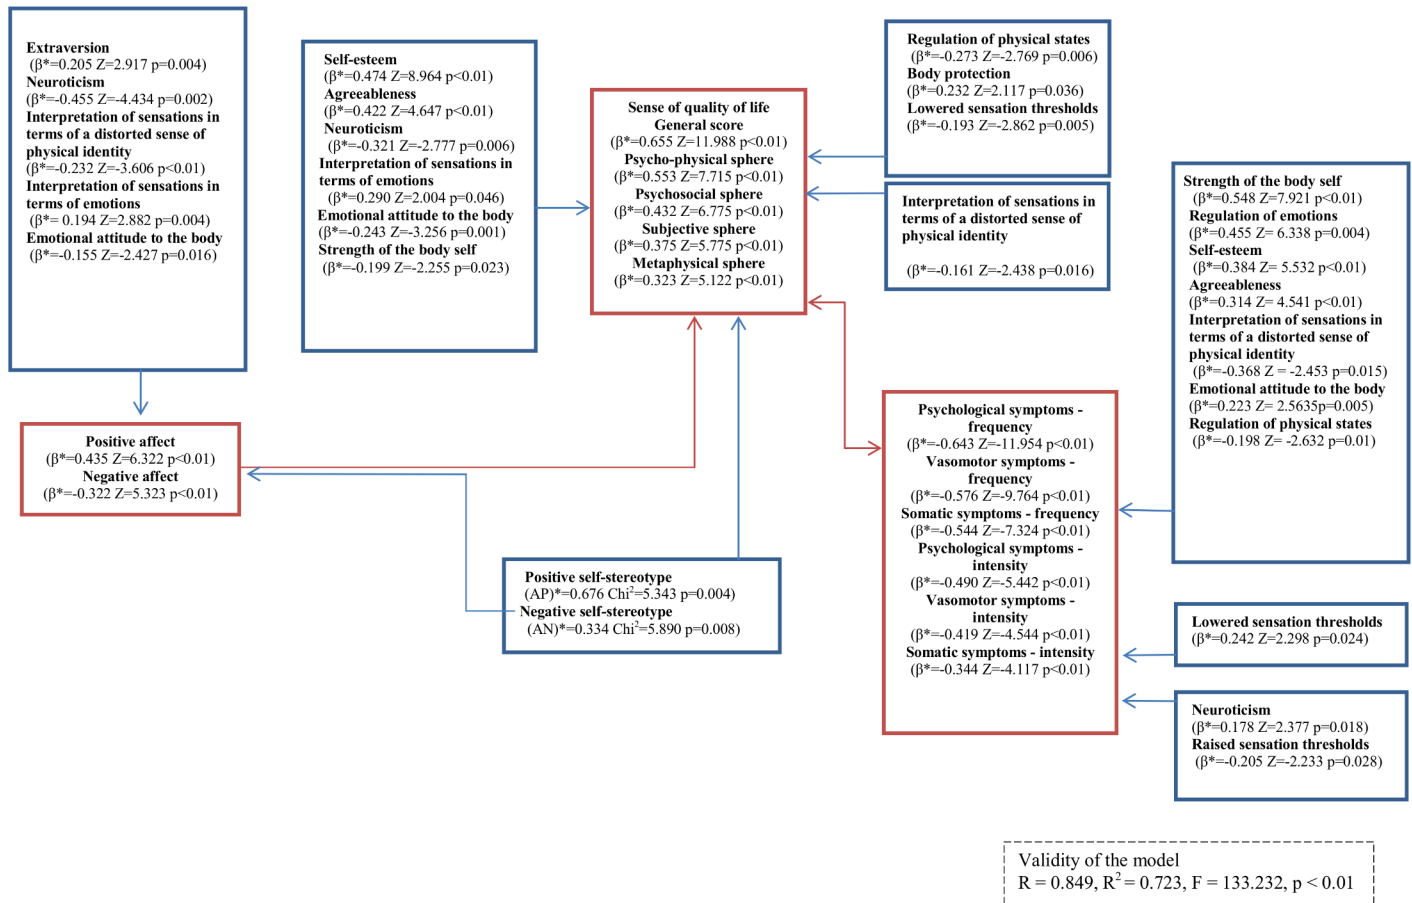 Extraversion
(β*=0.205 Z=2.917 p=0.004)
Neuroticism
(β*=-0.455 Z=-4.434 p=0.002)
Interpretation of sensations in
terms of a distorted sense of
physical identity
(β*=-0.232 Z=-3.606 p<0.01)
Interpretation of sensations in
terms of emotions
(β*= 0.194 Z=2.882 p=0.004)
Emotional attitude to the body
(β*=-0.155 Z=-2.427 p=0.016)
Self-esteem
(β*=0.474 Z=8.964 p<0.01)
Agreeableness
(β*=0.422 Z=4.647 p<0.01)
Neuroticism
(β*=-0.321 Z=-2.777 p=0.006)
Interpretation of sensations in
terms of emotions
(β*=0.290 Z=2.004 p=0.046)
Emotional attitude to the body
(β*=-0.243 Z=-3.256 p=0.001)
Strength of the body self
(β*=-0.199 Z=-2.255 p=0.023)
Sense of quality of life
General score
(β*=0.655 Z=11.988 p<0.01)
Psycho-physical sphere
(β*=0.553 Z=7.715 p<0.01)
Psychosocial sphere
(β*=0.432 Z=6.775 p<0.01)
Subjective sphere
(β*=0.375 Z=5.775 p<0.01)
Metaphysical sphere
(β*=0.323 Z=5.122 p<0.01)
Regulation of physical states
(β*=-0.273 Z=-2.769 p=0.006)
Body protection
(β*=0.232 Z=2.117 p=0.036)
Lowered sensation thresholds
(β*=-0.193 Z=-2.862 p=0.005)
Interpretation of sensations in
terms of a distorted sense of
physical identity
(β*=-0.161 Z=-2.438 p=0.016)
Strength of the body self
(β*=0.548 Z=7.921 p<0.01)
Regulation of emotions
(β*=0.455 Z= 6.338 p=0.004)
Self-esteem
(β*=0.384 Z= 5.532 p<0.01)
Agreeableness
(β*=0.314 Z= 4.541 p<0.01)
Interpretation of sensations in
terms of a distorted sense of
physical identity
(β*=-0.368 Z = -2.453 p=0.015)
Emotional attitude to the body
(β*=0.223 Z= 2.5635p=0.005)
Regulation of physical states
(β*=-0.198 Z= -2.632 p=0.01)
Positive affect
(β*=0.435 Z=6.322 p<0.01)
Negative affect
(β*=-0.322 Z=5.323 p<0.01)
Psychological symptoms -
frequency
(β*=-0.643 Z=-11.954 p<0.01)
Vasomotor symptoms -
frequency
(β*=-0.576 Z=-9.764 p<0.01)
Somatic symptoms - frequency
(β*=-0.544 Z=-7.324 p<0.01)
Psychological symptoms -
intensity
(β*=-0.490 Z=-5.442 p<0.01)
Vasomotor symptoms -
intensity
(β*=-0.419 Z=-4.544 p<0.01)
Somatic symptoms - intensity
(β*=-0.344 Z=-4.117 p<0.01)
Positive self-stereotype
(AP)*=0.676 Chi²=5.343 p=0.004)
Negative self-stereotype
(AN)*=0.334 Chi²=5.890 p=0.008)
Lowered sensation thresholds
(β*=0.242 Z=2.298 p=0.024)
Neuroticism
(β*=0.178 Z=2.377 p=0.018)
Raised sensation thresholds
(β*=-0.205 Z=-2.233 p=0.028)
Validity of the model
R = 0.849, R² = 0.723, F = 133.232, p < 0.01